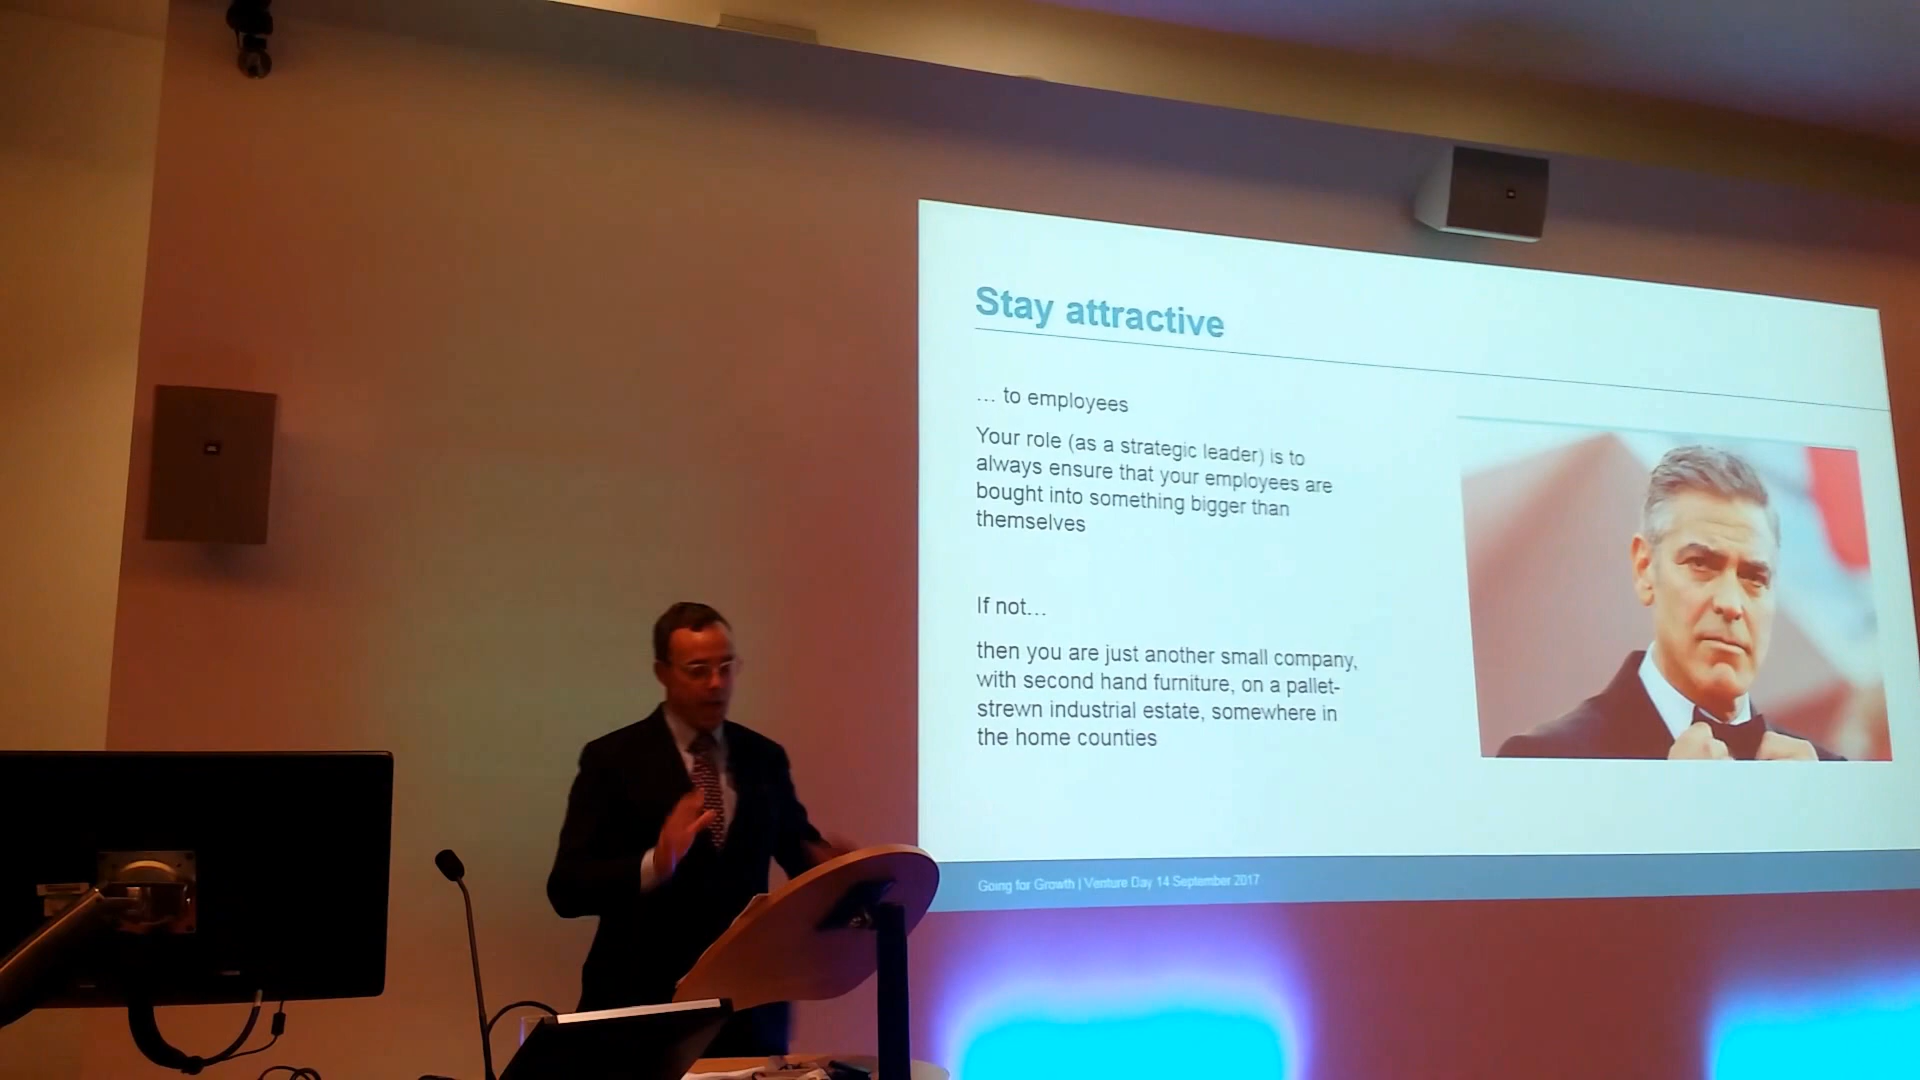 Stay attractive
... to employees
Your role (as a strategic leader) is to
always ensure that your employees are
bought into something bigger than
themselves
If not...
then you are just another small company,
with second hand furniture, on a pallet-
strewn industrial estate, somewhere in
the home counties
Going for Growth | Venture Day 14 September 2017